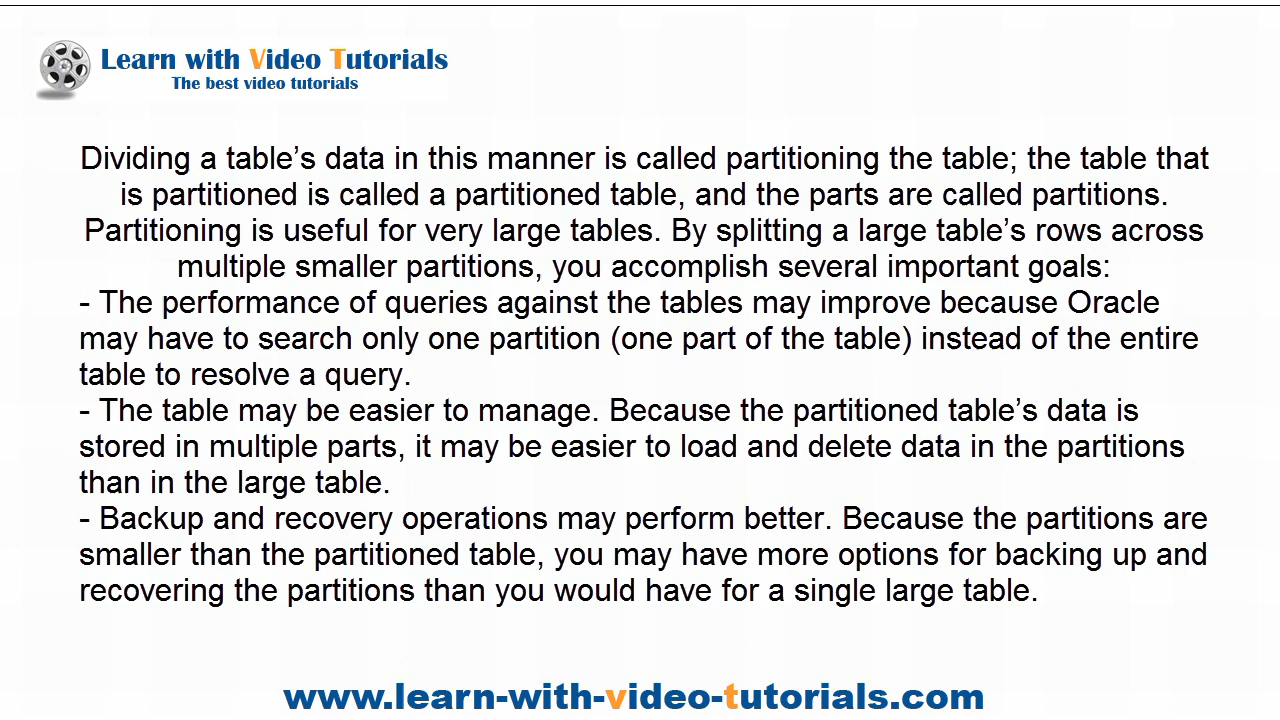 Learn with Video Tutorials
The best video tutorials
Dividing a table’s data in this manner is called partitioning the table; the table that
is partitioned is called a partitioned table, and the parts are called partitions.
Partitioning is useful for very large tables. By splitting a large table’s rows across
multiple smaller partitions, you accomplish several important goals:
- The performance of queries against the tables may improve because Oracle
may have to search only one partition (one part of the table) instead of the entire
table to resolve a query.
- The table may be easier to manage. Because the partitioned table’s data is
stored in multiple parts, it may be easier to load and delete data in the partitions
than in the large table.
- Backup and recovery operations may perform better. Because the partitions are
smaller than the partitioned table, you may have more options for backing up and
recovering the partitions than you would have for a single large table.
www.learn-with-video-tutorials.com